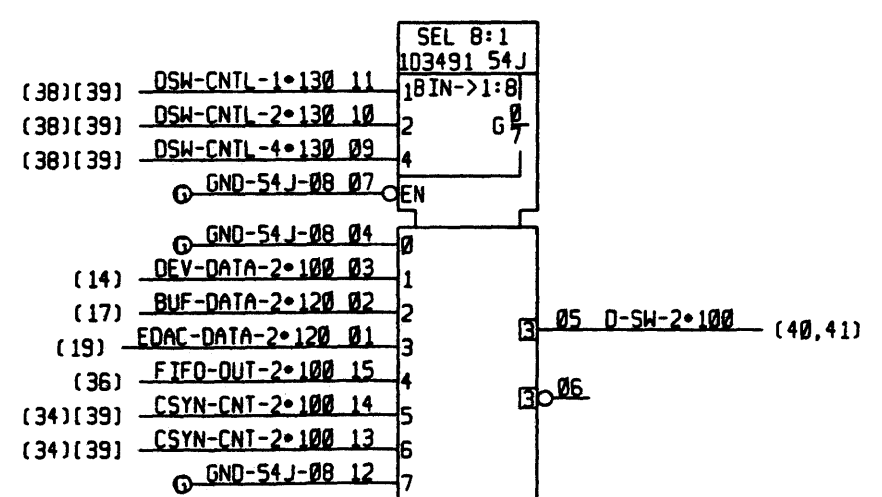 SEL 8:1
103491 54J
(38)[39] DSW-CNTL-1•130 11 1 BIN->1:8
(38)[39] DSW-CNTL-2•130 10 2 G 0/7
(38)[39] DSW-CNTL-4•130 09 4
G GND-54J-08 07 EN
G GND-54J-08 04 0
(14) DEV-DATA-2•100 03 1
(17) BUF-DATA-2•120 02 2
(19) EDAC-DATA-2•120 01 3
3 05 D-SW-2•100 (40,41)
(36) FIFO-OUT-2•100 15 4
3 06
(34)[39] CSYN-CNT-2•100 14 5
(34)[39] CSYN-CNT-2•100 13 6
G GND-54J-08 12 7